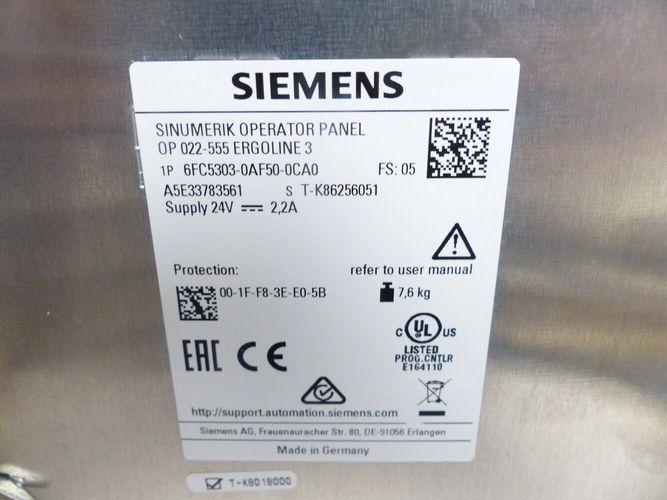 SIEMENS
SINUMERIK OPERATOR PANEL
OP 022-555 ERGOLINE 3
1P 6FC5303-0AF50-0CA0 FS: 05
A5E33783561 S T-K86256051
Supply 24V 2,2A
Protection: refer to user manual
00-1F-F8-3E-E0-5B 7,6 kg
C UL US
LISTED
PROG.CNTLR
E164110
EAC CE
http://support.automation.siemens.com
Siemens AG, Frauenauracher Str. 80, DE-91056 Erlangen
Made in Germany
T-K8018000